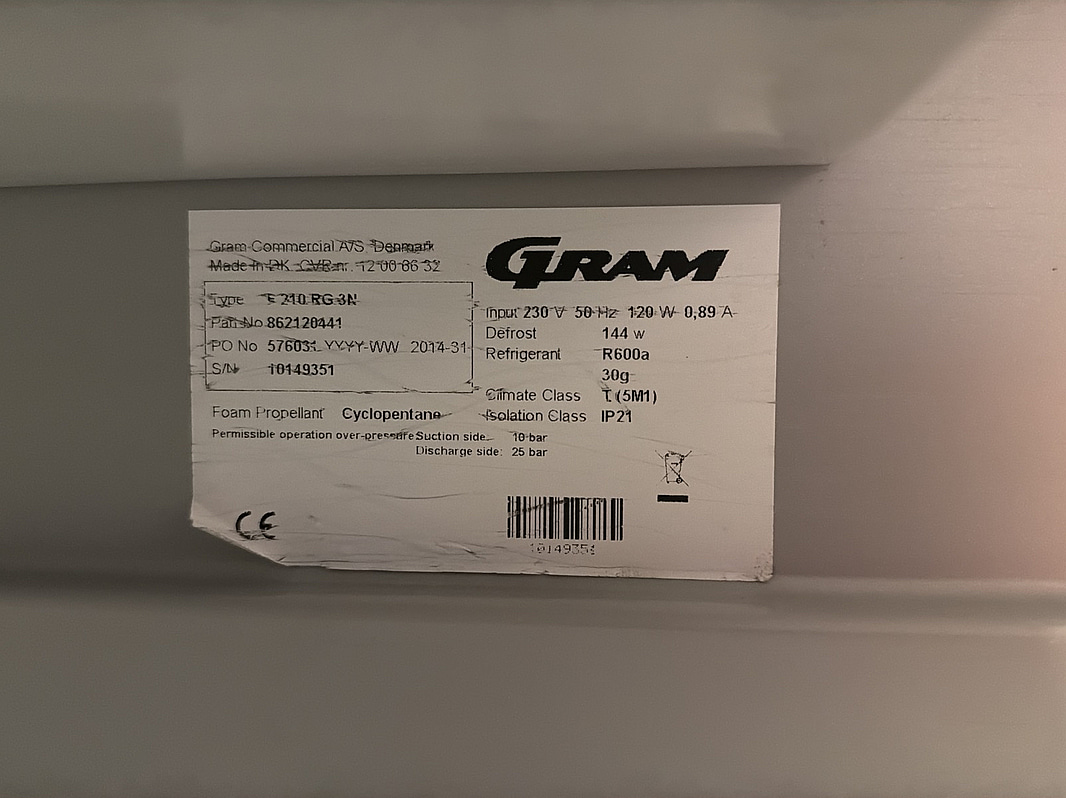 Gram Commercial A/S Denmark
Made in DK CVR nr. 12 00 66 32
GRAM
Type 210 RG 3N
Part No 862120441
PO No 576031 YYYY-WW 2014-31
S/N 10149351
Input 230 V 50 Hz 120 W 0,89 A
Defrost 144 w
Refrigerant R600a
30g
Climate Class T (5M1)
Isolation Class IP21
Foam Propellant Cyclopentane
Permissible operation over-pressure Suction side: 10 bar
Discharge side: 25 bar
CE
10149351